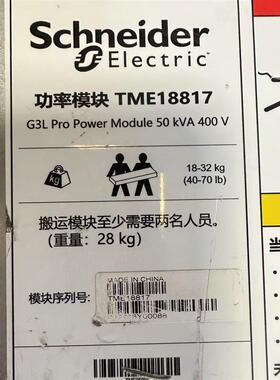 Schneider
Electric
功率模块 TME18817
G3L Pro Power Module 50 kVA 400 V
kg
18-32 kg
(40-70 lb)
搬运模块至少需要两名人员。
(重量: 28 kg)
MADE IN CHINA
模块序列号:
TME18817
当